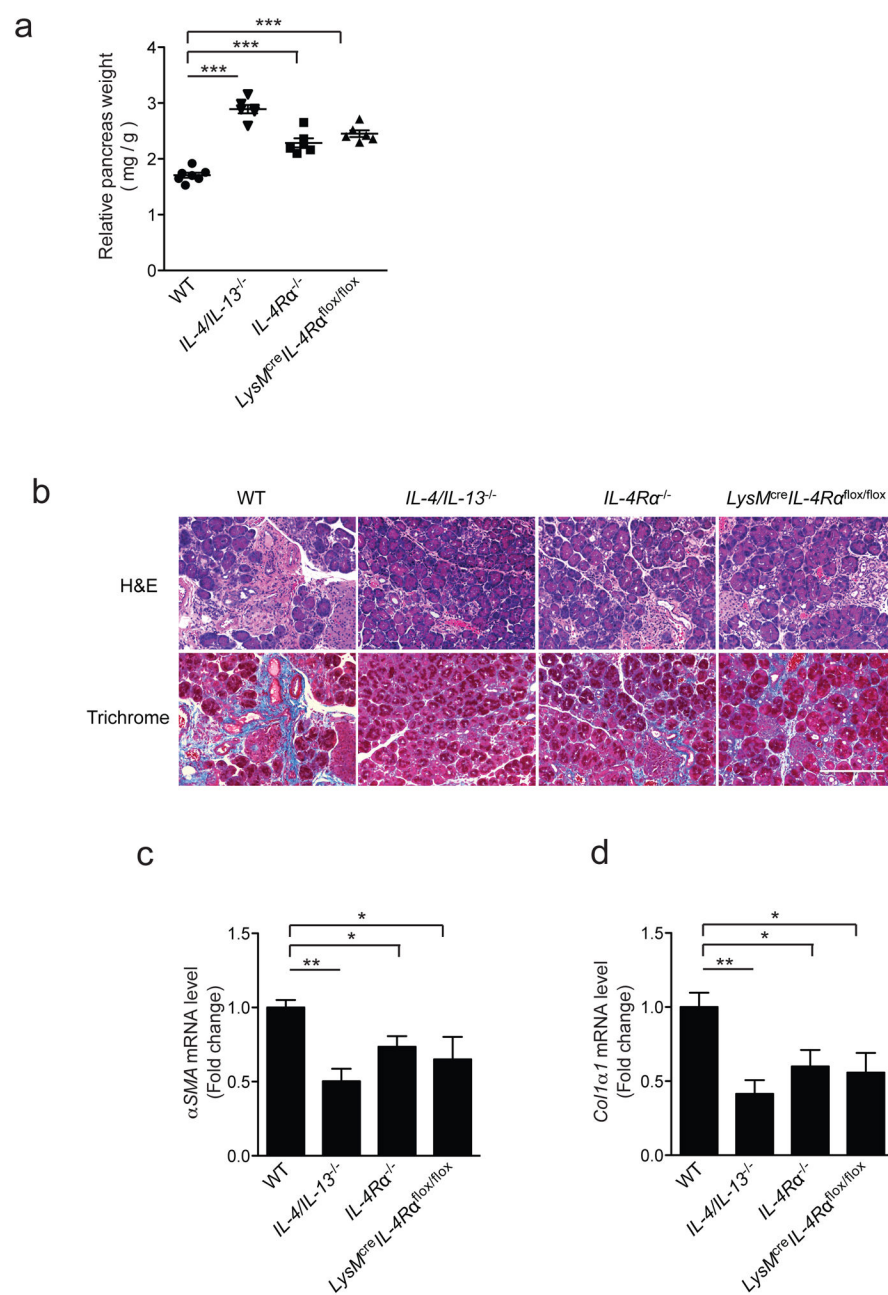 a
***
***
***
Relative pancreas weight
( mg / g )
4
3
2
1
0
WT
IL-4/IL-13-/-
IL-4Rα-/-
LysMcreIL-4Rαflox/flox
b
WT
IL-4/IL-13-/-
IL-4Rα-/-
LysMcreIL-4Rαflox/flox
H&E
Trichrome
c
*
*
**
αSMA mRNA level
(Fold change)
1.5
1.0
0.5
0.0
WT
IL-4/IL-13-/-
IL-4Rα-/-
LysMcreIL-4Rαflox/flox
d
*
*
**
Col1α1 mRNA level
(Fold change)
1.5
1.0
0.5
0.0
WT
IL-4/IL-13-/-
IL-4Rα-/-
LysMcreIL-4Rαflox/flox